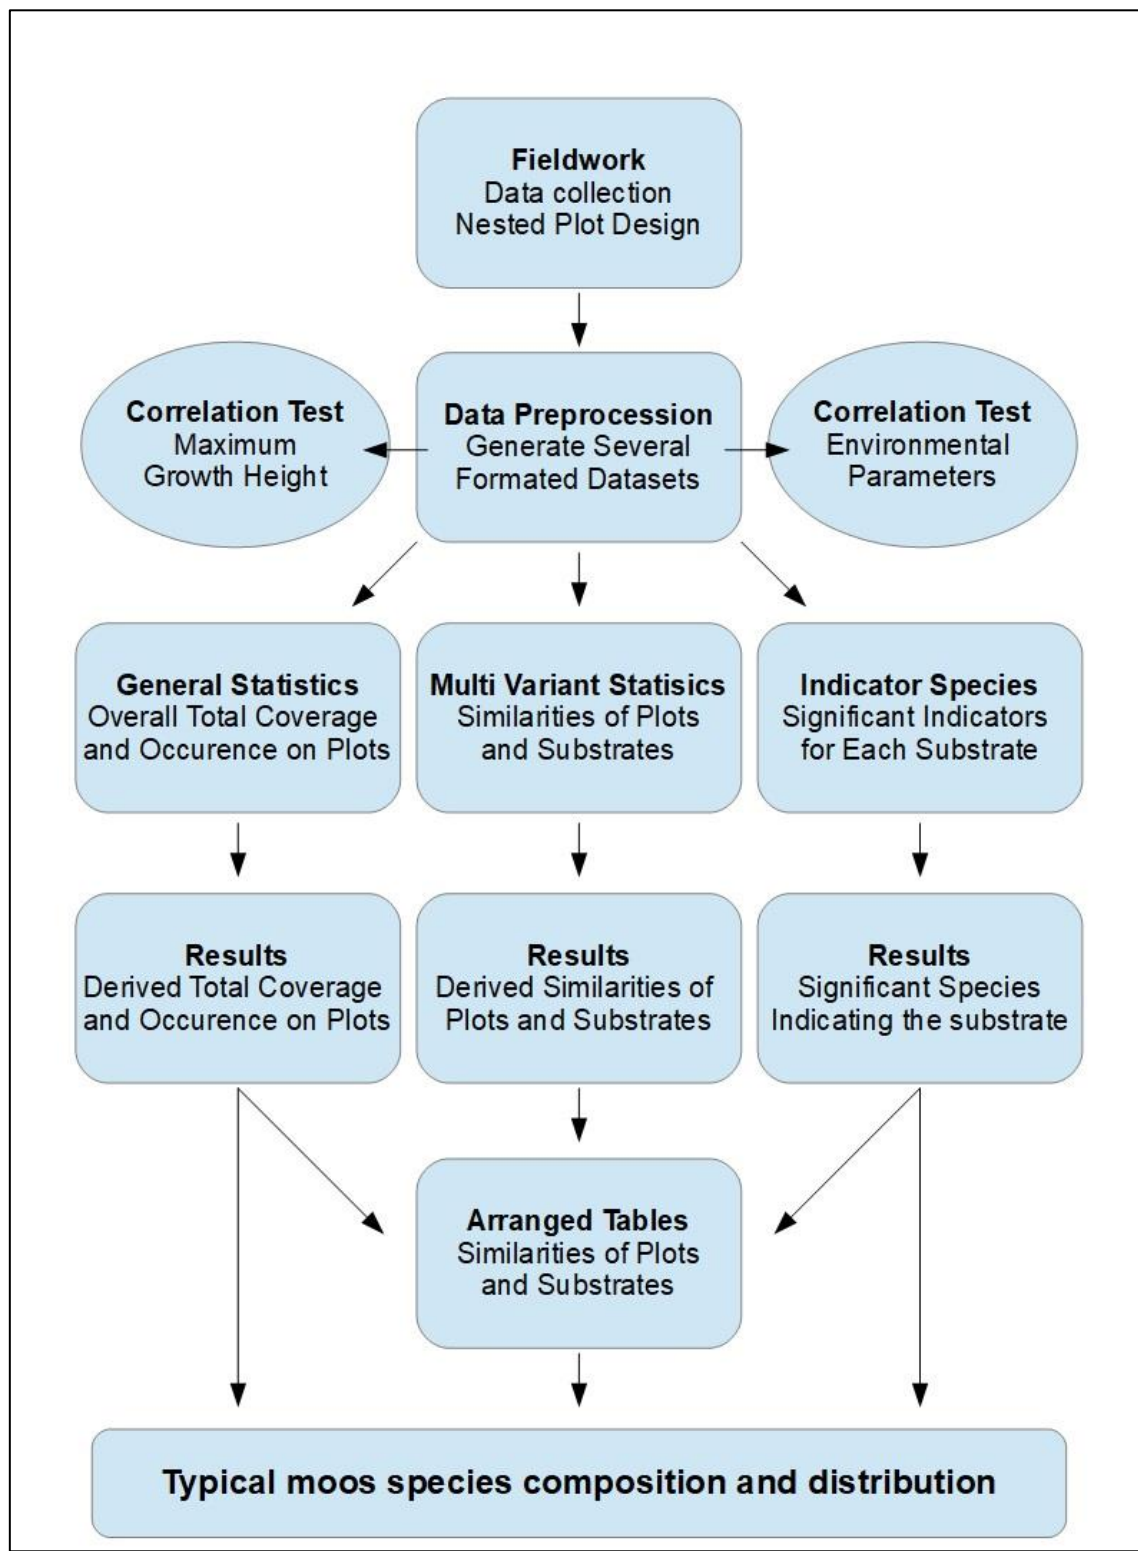 Fieldwork
Data collection
Nested Plot Design
Correlation Test
Maximum
Growth Height
Data Preprocession
Generate Several
Formated Datasets
Correlation Test
Environmental
Parameters
General Statistics
Overall Total Coverage
and Occurence on Plots
Multi Variant Statisics
Similarities of Plots
and Substrates
Indicator Species
Significant Indicators
for Each Substrate
Results
Derived Total Coverage
and Occurence on Plots
Results
Derived Similarities of
Plots and Substrates
Results
Significant Species
Indicating the substrate
Arranged Tables
Similarities of Plots
and Substrates
Typical moos species composition and distribution